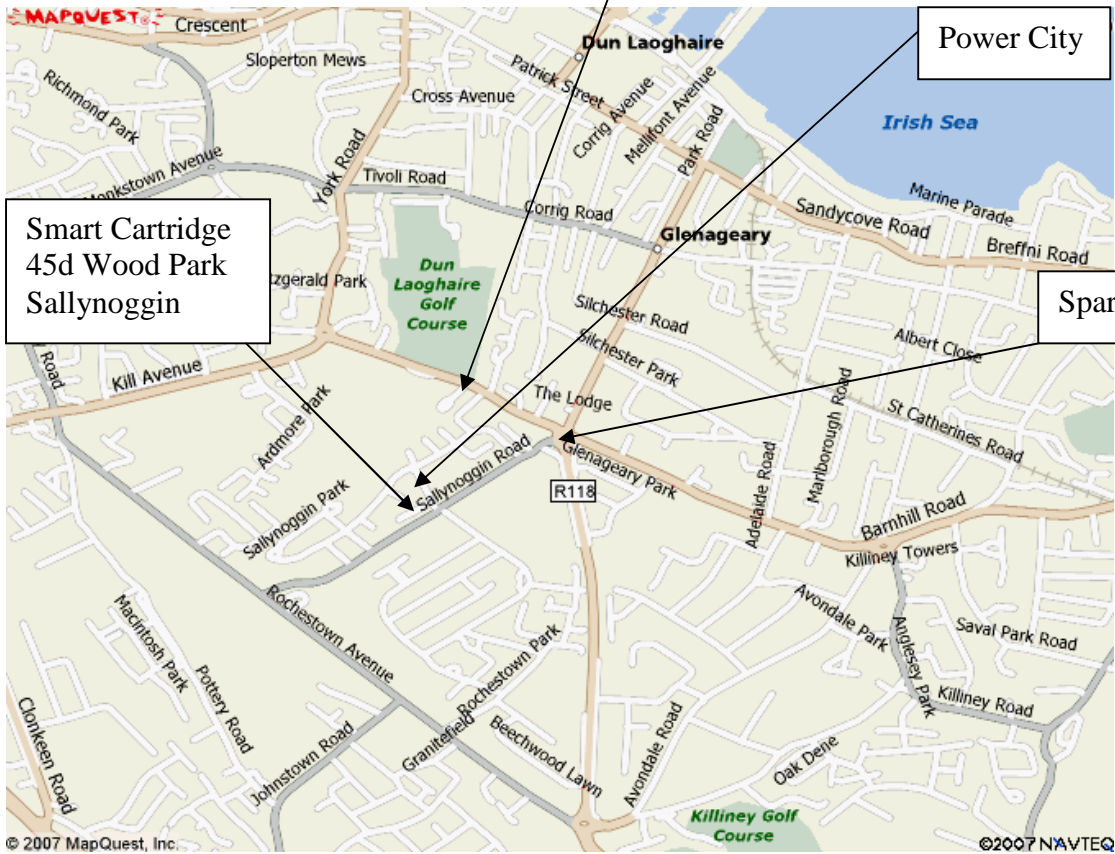 MAPQUEST
Crescent
Sloperton Mews
Richmond Park
Monkstown Avenue
York Road
Tivoli Road
Cross Avenue
Patrick Street
Dun Laoghaire
Corrig Avenue
Mellifont Avenue
Park Road
Power City
Irish Sea
Marine Parade
Sandycove Road
Breffni Road
Corrig Road
Glenageary
Smart Cartridge
45d Wood Park
Sallynoggin
Dun
Laoghaire
Golf
Course
Silchester Road
Silchester Park
Spar
Albert Close
Kill Avenue
The Lodge
Ardmore Park
Marlborough Road
St Catherines Road
Sallynoggin Road
Glenageary Park
R118
Adelaide Road
Barnhill Road
Killiney Towers
Sallynoggin Park
Rochestown Avenue
Avondale Park
Anglesey Park
Saval Park Road
Macintosh Park
Pottery Road
Rochestown Park
Killiney Road
Clonkeen Road
Johnstown Road
Granitefield
Beechwood Lawn
Avondale Road
Oak Dene
Killiney Golf
Course
© 2007 MapQuest, Inc.
©2007 NAVTEQ